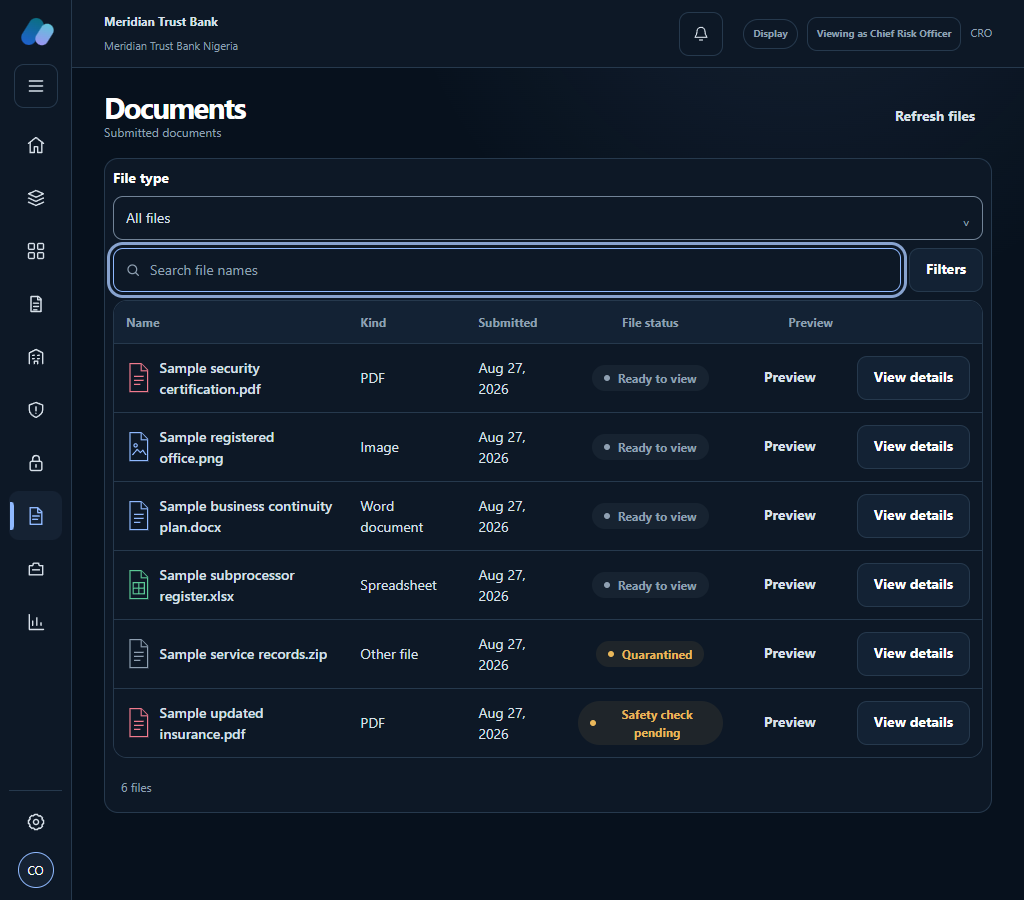 Meridian Trust Bank
Meridian Trust Bank Nigeria
Display
Viewing as Chief Risk Officer
CRO
Documents
Submitted documents
Refresh files
File type
All files
Search file names
Filters
Name Kind Submitted File status Preview
Sample security
certification.pdf
PDF
Aug 27,
2026
Ready to view
Preview
View details
Sample registered
office.png
Image
Aug 27,
2026
Ready to view
Preview
View details
Sample business continuity
plan.docx
Word
document
Aug 27,
2026
Ready to view
Preview
View details
Sample subprocessor
register.xlsx
Spreadsheet
Aug 27,
2026
Ready to view
Preview
View details
Sample service records.zip
Other file
Aug 27,
2026
Quarantined
Preview
View details
Sample updated
insurance.pdf
PDF
Aug 27,
2026
Safety check
pending
Preview
View details
6 files
CO